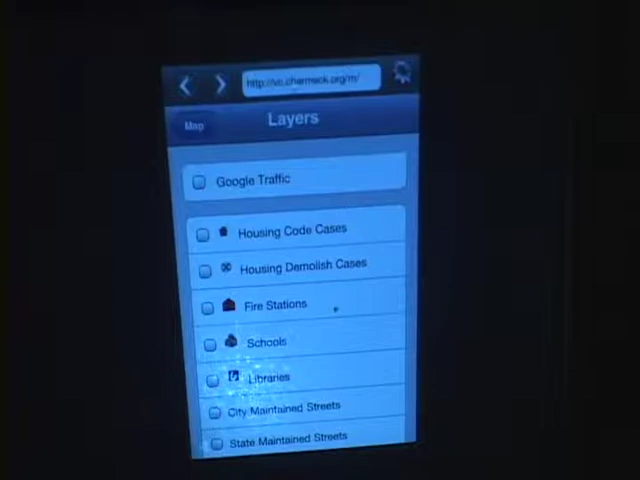 http://vc.charmeck.org/m/
Map
Layers
Google Traffic
Housing Code Cases
Housing Demolish Cases
Fire Stations
Schools
Libraries
City Maintained Streets
State Maintained Streets